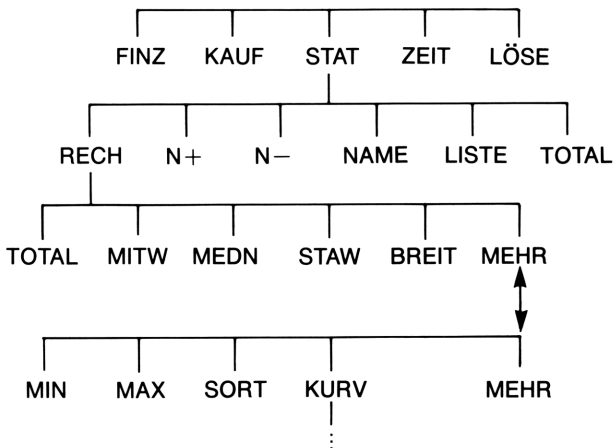 FINZ KAUF STAT ZEIT LÖSE
RECH N+ N− NAME LISTE TOTAL
TOTAL MITW MEDN STAW BREIT MEHR
MIN MAX SORT KURV MEHR